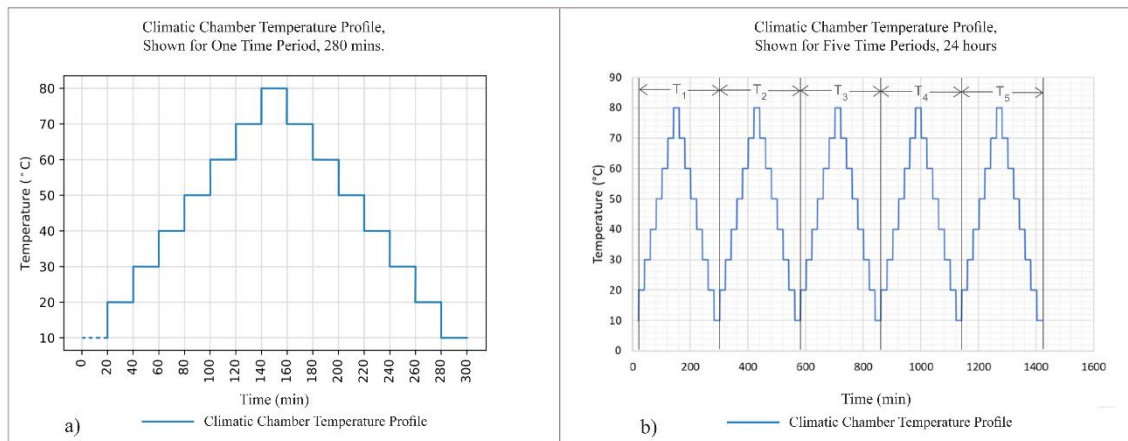 Climatic Chamber Temperature Profile,
Shown for One Time Period, 280 mins.
Temperature (°C)
80
70
60
50
40
30
20
10
0 20 40 60 80 100 120 140 160 180 200 220 240 260 280 300
Time (min)
a)
Climatic Chamber Temperature Profile
Climatic Chamber Temperature Profile,
Shown for Five Time Periods, 24 hours
Temperature (°C)
90
80
70
60
50
40
30
20
10
0
T1 T2 T3 T4 T5
0 200 400 600 800 1000 1200 1400 1600
Time (min)
b)
Climatic Chamber Temperature Profile